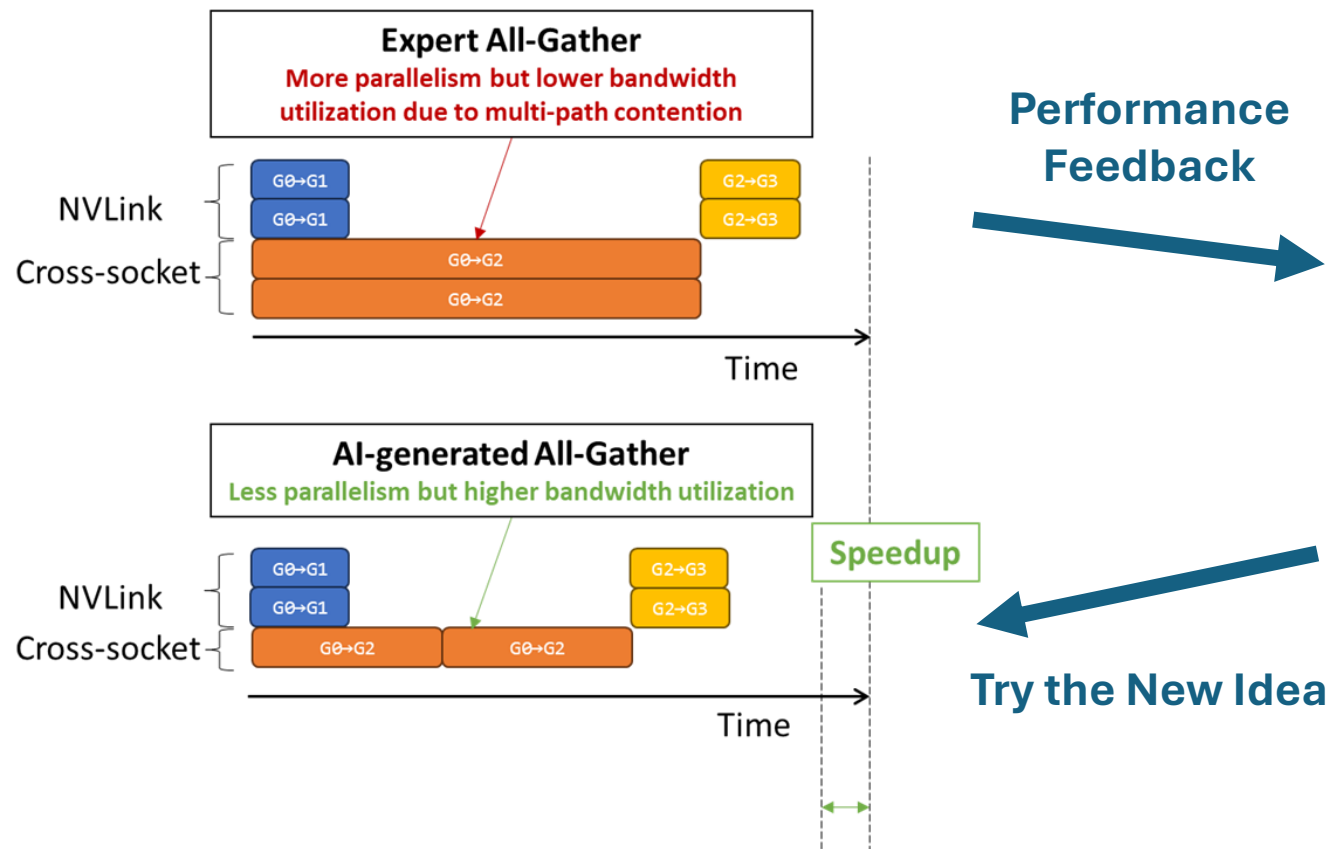 Expert All-Gather
More parallelism but lower bandwidth
utilization due to multi-path contention
Performance
Feedback
NVLink
G0→G1
G0→G1
G2→G3
G2→G3
Cross-socket
G0→G2
G0→G2
Time
AI-generated All-Gather
Less parallelism but higher bandwidth utilization
Speedup
NVLink
G0→G1
G0→G1
G2→G3
G2→G3
Cross-socket
G0→G2
G0→G2
Time
Try the New Idea